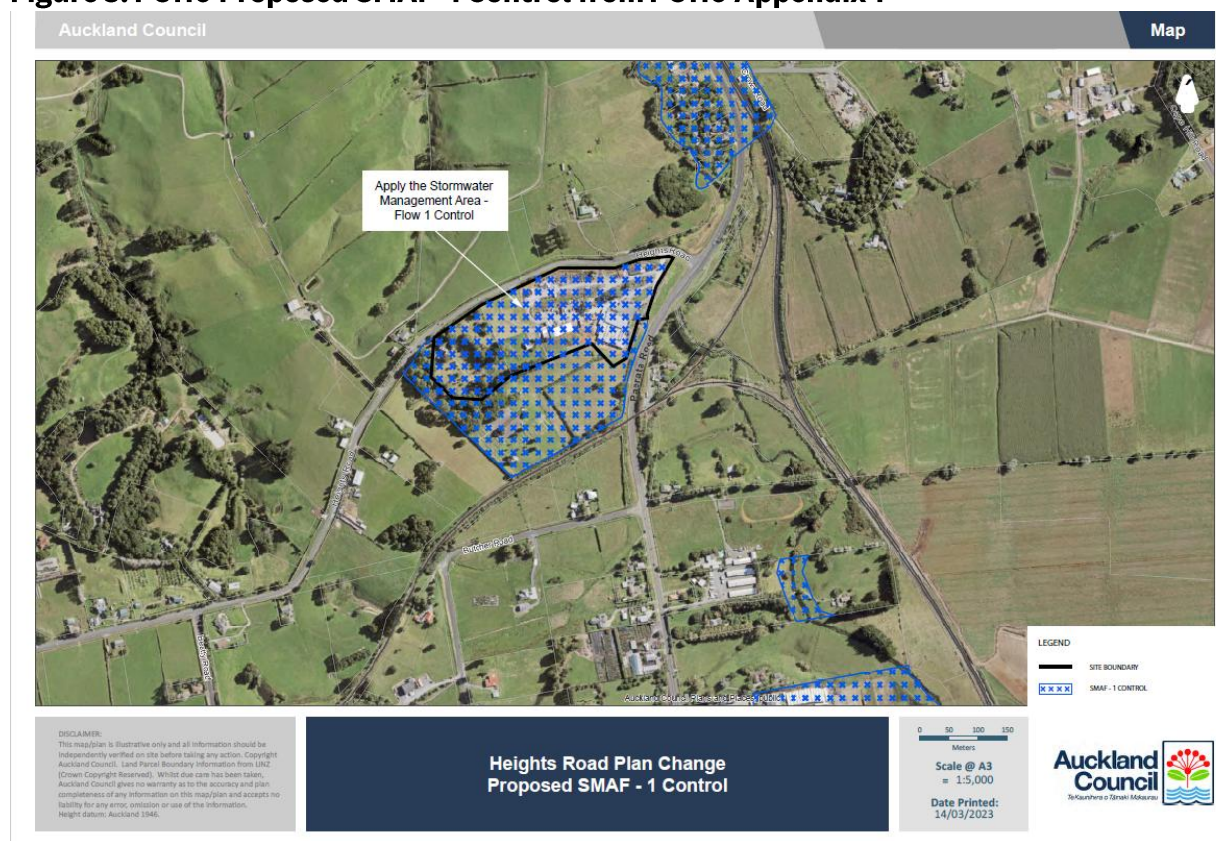 Auckland Council
Map
Apply the Stormwater
Management Area -
Flow 1 Control
Heights Road
Paerata Road
Butcher Road
LEGEND
SITE BOUNDARY
SMAF - 1 CONTROL
DISCLAIMER:
This map/plan is illustrative only and all information should be
independently verified on site before taking any action. Copyright
Auckland Council. Land Parcel Boundary information from LINZ
(Crown Copyright Reserved). Whilst due care has been taken,
Auckland Council gives no warranty as to the accuracy and plan
completeness of any information on this map/plan and accepts no
liability for any error, omission or use of the information.
Height datum: Auckland 1946.
Heights Road Plan Change
Proposed SMAF - 1 Control
0 50 100 150
Meters
Scale @ A3
= 1:5,000
Date Printed:
14/03/2023
Auckland
Council
Te Kaunihera o Tāmaki Makaurau